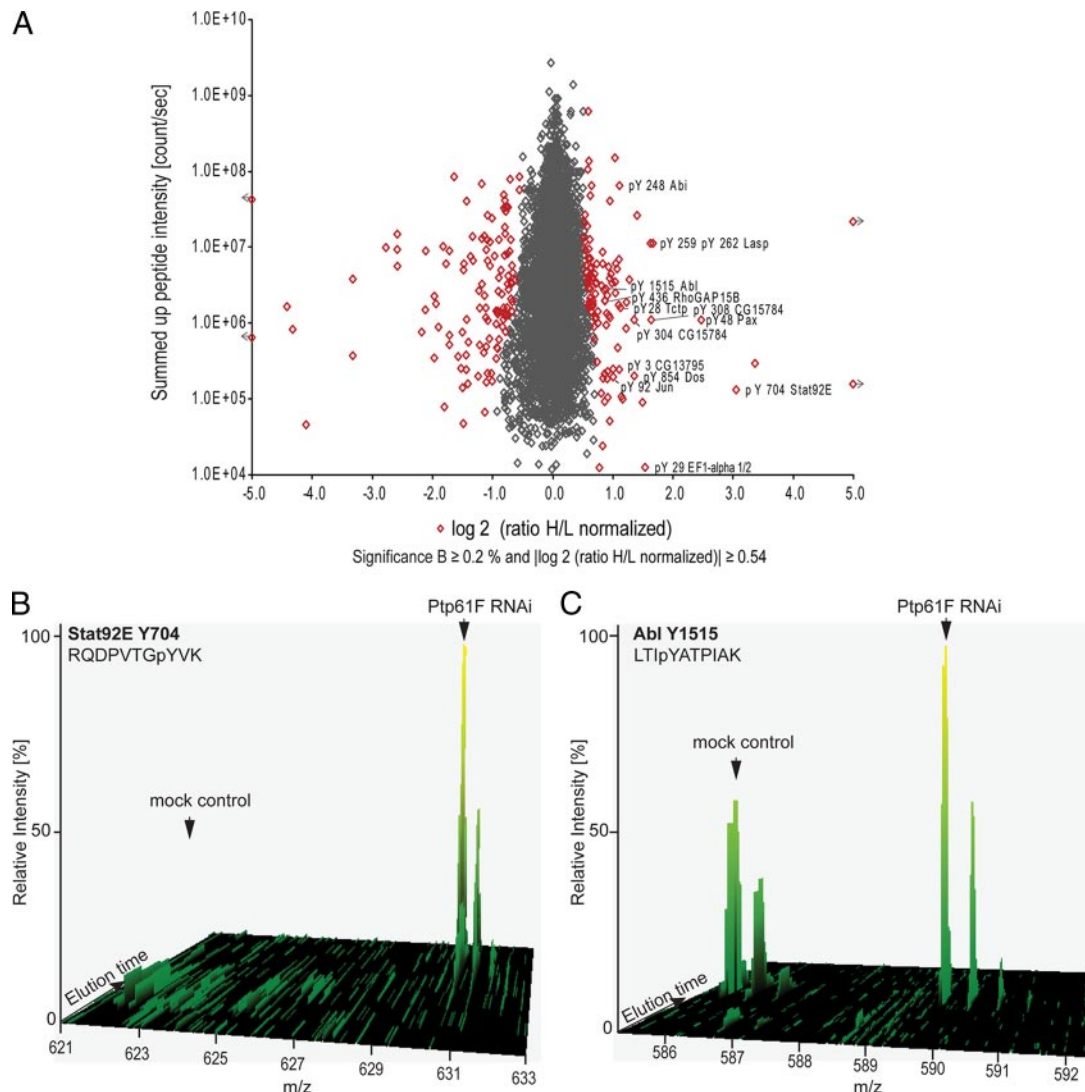 A
Summed up peptide intensity [count/sec]
1.0E+10
1.0E+09
1.0E+08
1.0E+07
1.0E+06
1.0E+05
1.0E+04
pY 248 Abi
pY 259 pY 262 Lasp
pY 1515 Abl
pY 436 RhoGAP15B
pY28 Tctp pY 308 CG15784
pY48 Pax
pY 304 CG15784
pY 3 CG13795
pY 854 Dos
pY 92 Jun
pY 704 Stat92E
pY 29 EF1-alpha 1/2
-5.0 -4.0 -3.0 -2.0 -1.0 0.0 1.0 2.0 3.0 4.0 5.0
log 2 (ratio H/L normalized)
Significance B ≥ 0.2 % and |log 2 (ratio H/L normalized)| ≥ 0.54
B
Ptp61F RNAi
100
Stat92E Y704
RQDPVTGpYVK
mock control
50
Relative Intensity [%]
Elution time
0
621 623 625 627 629 631 633
m/z
C
Ptp61F RNAi
100
Abl Y1515
LTIpYATPIAK
mock control
50
Relative Intensity [%]
Elution time
0
586 587 588 589 590 591 592
m/z